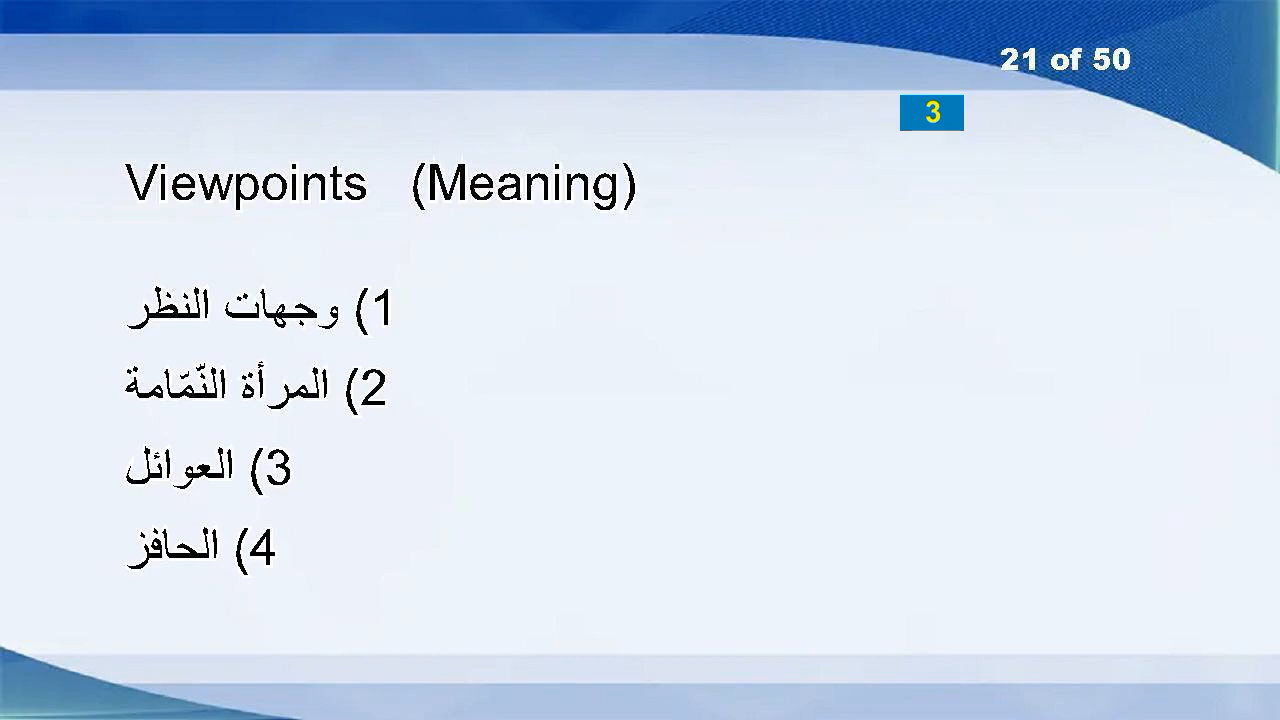 21 of 50
3
Viewpoints (Meaning)
1) وجهات النظر
2) المرأة النّمّامة
3) العوائل
4) الحافز